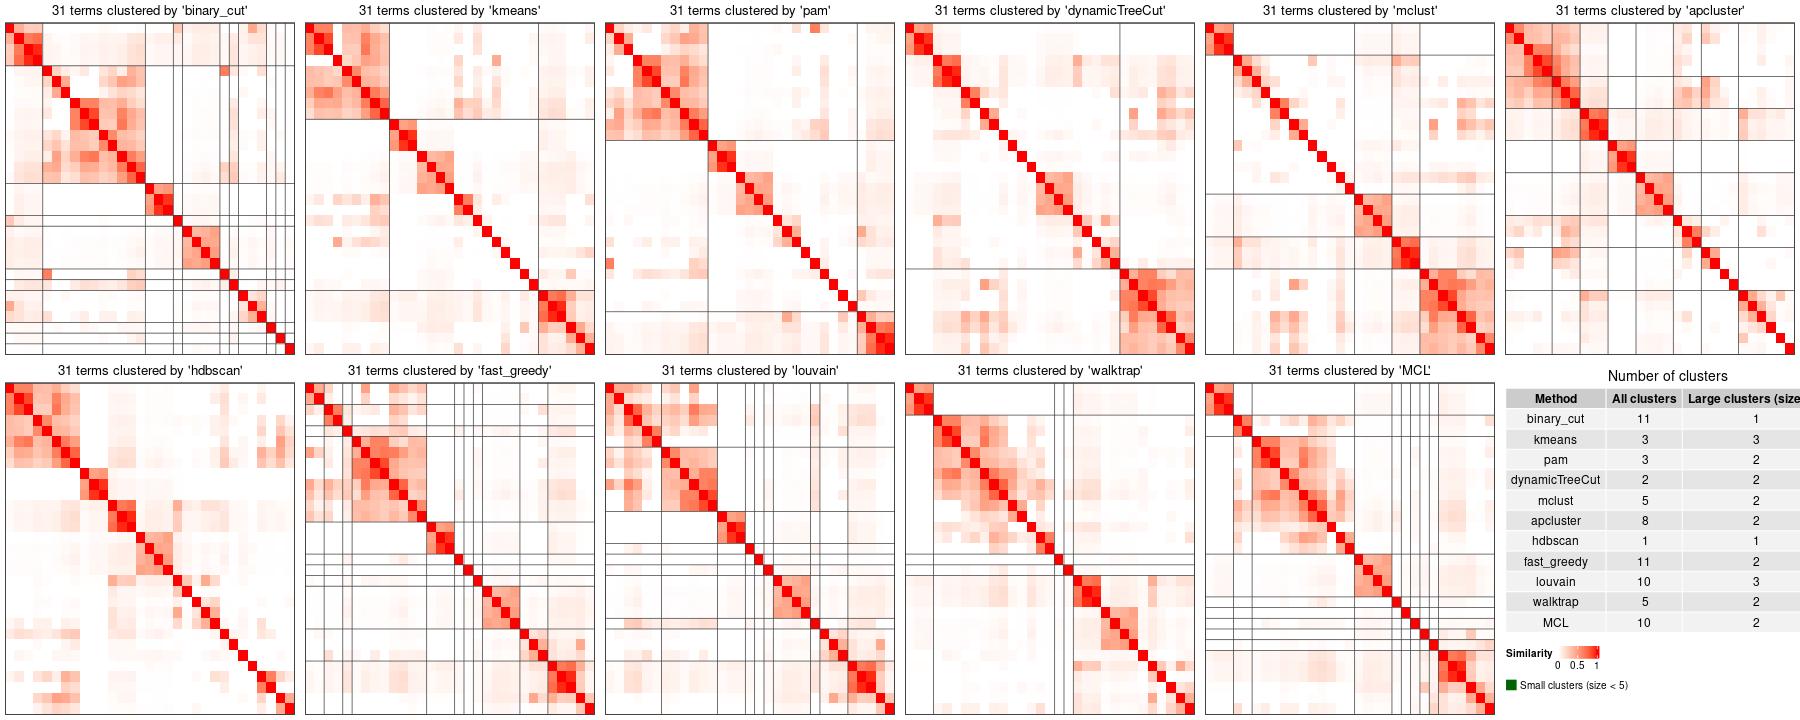 31 terms clustered by 'binary_cut'
31 terms clustered by 'kmeans'
31 terms clustered by 'pam'
31 terms clustered by 'dynamicTreeCut'
31 terms clustered by 'mclust'
31 terms clustered by 'apcluster'
31 terms clustered by 'hdbscan'
31 terms clustered by 'fast_greedy'
31 terms clustered by 'louvain'
31 terms clustered by 'walktrap'
31 terms clustered by 'MCL'
Number of clusters
Method All clusters Large clusters (size
binary_cut 11 1
kmeans 3 3
pam 3 2
dynamicTreeCut 2 2
mclust 5 2
apcluster 8 2
hdbscan 1 1
fast_greedy 11 2
louvain 10 3
walktrap 5 2
MCL 10 2
Similarity
0 0.5 1
Small clusters (size < 5)